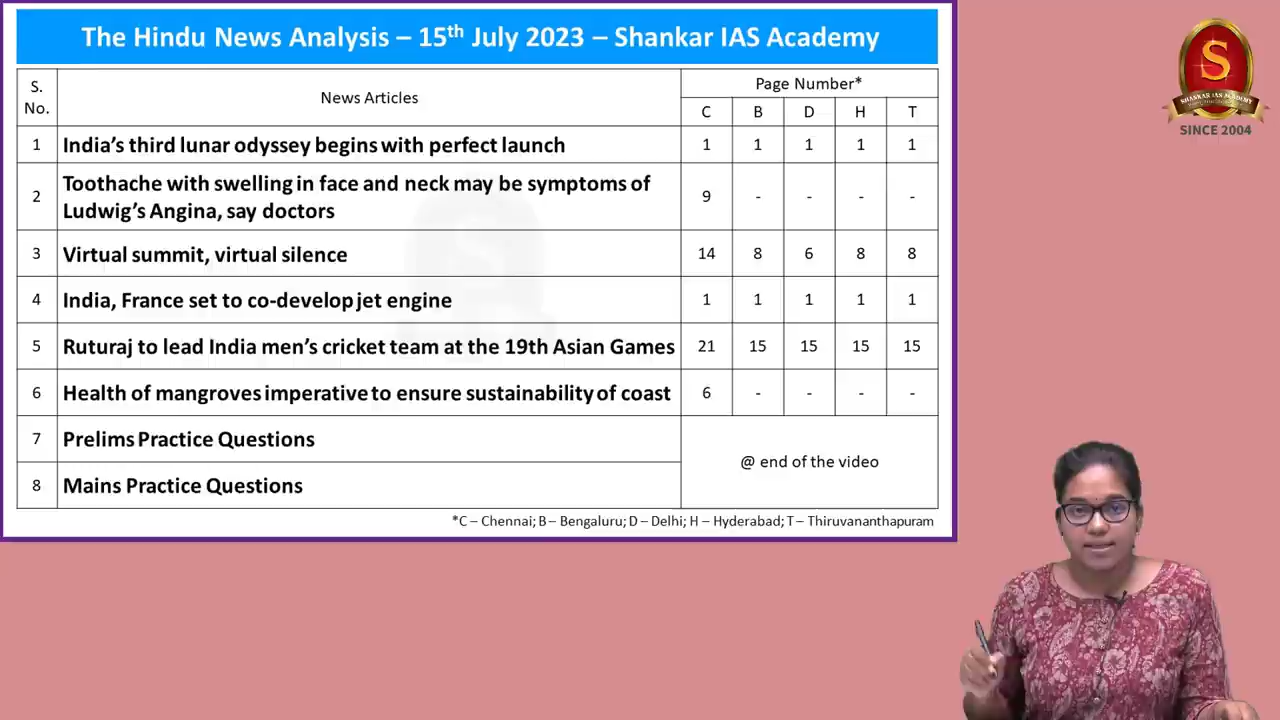 The Hindu News Analysis – 15th July 2023 – Shankar IAS Academy
S. No. News Articles Page Number*
C B D H T
1 India's third lunar odyssey begins with perfect launch 1 1 1 1 1
2 Toothache with swelling in face and neck may be symptoms of
Ludwig's Angina, say doctors 9 - - - -
3 Virtual summit, virtual silence 14 8 6 8 8
4 India, France set to co-develop jet engine 1 1 1 1 1
5 Ruturaj to lead India men's cricket team at the 19th Asian Games 21 15 15 15 15
6 Health of mangroves imperative to ensure sustainability of coast 6 - - - -
7 Prelims Practice Questions
@ end of the video
8 Mains Practice Questions
*C – Chennai; B – Bengaluru; D – Delhi; H – Hyderabad; T – Thiruvananthapuram
S
SHANKAR IAS ACADEMY
SINCE 2004